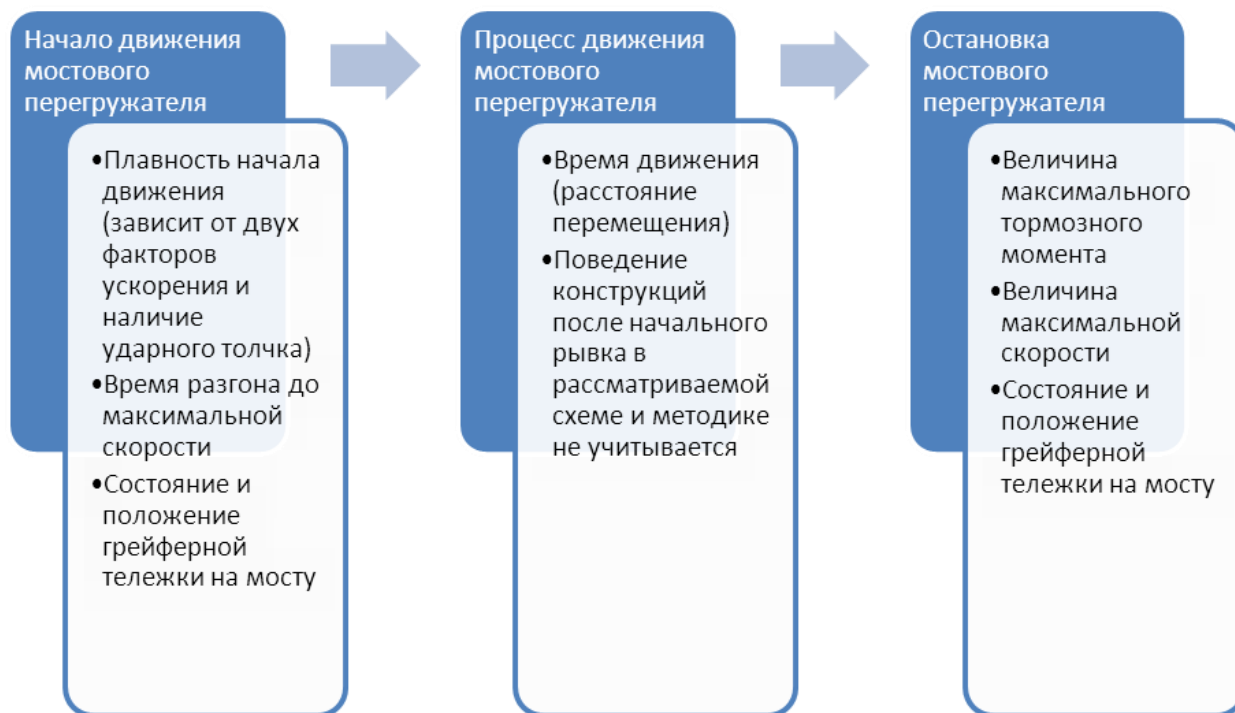 Начало движения
мостового
перегружателя
•Плавность начала
движения
(зависит от двух
факторов
ускорения и
наличие
ударного толчка)
•Время разгона до
максимальной
скорости
•Состояние и
положение
грейферной
тележки на мосту
Процесс движения
мостового
перегружателя
•Время движения
(расстояние
перемещения)
•Поведение
конструкций
после начального
рывка в
рассматриваемой
схеме и методике
не учитывается
Остановка
мостового
перегружателя
•Величина
максимального
тормозного
момента
•Величина
максимальной
скорости
•Состояние и
положение
грейферной
тележки на мосту